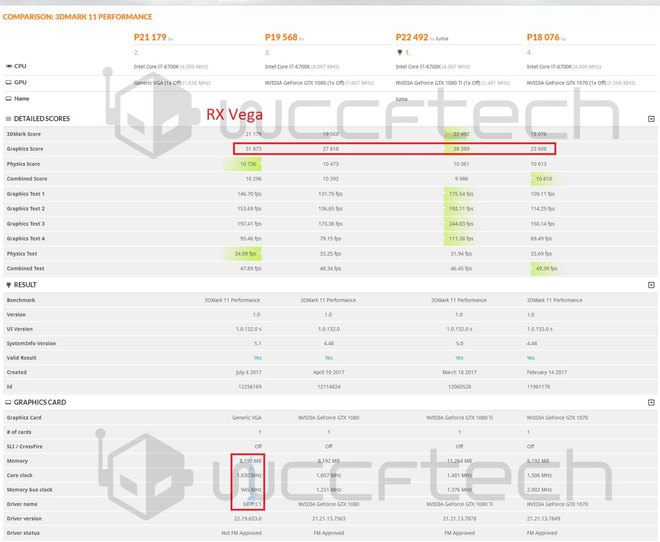 COMPARISON: 3DMARK 11 PERFORMANCE
P21 179 P19 568 P22 492 luma P18 076
2. 3. 1. 4.
CPU Intel Core i7-6700K (4,000 MHz) Intel Core i7-6700K (4,007 MHz) Intel Core i7-6700K (4,007 MHz) Intel Core i7-6700K (4,007 MHz)
GPU Generic VGA (1x Off) (1,630 MHz) NVIDIA GeForce GTX 1080 (1x Off) (1,607 MHz) NVIDIA GeForce GTX 1080 Ti (1x Off) (1,481 MHz) NVIDIA GeForce GTX 1070 (1x Off) (1,506 MHz)
Name luma
RX Vega
wccftech
DETAILED SCORES
3DMark Score 21 179 19 568 22 492 18 076
Graphics Score 31 873 27 618 38 389 23 608
Physics Score 10 736 10 473 10 061 10 613
Combined Score 10 296 10 392 9 986 10 618
Graphics Test 1 146.70 fps 131.75 fps 175.54 fps 109.11 fps
Graphics Test 2 153.69 fps 136.65 fps 192.11 fps 114.25 fps
Graphics Test 3 197.41 fps 173.36 fps 244.83 fps 150.14 fps
Graphics Test 4 95.46 fps 79.15 fps 111.38 fps 69.49 fps
Physics Test 34.09 fps 33.25 fps 31.94 fps 33.69 fps
Combined Test 47.89 fps 48.34 fps 46.45 fps 49.39 fps
RESULT
Benchmark 3DMark 11 Performance 3DMark 11 Performance 3DMark 11 Performance 3DMark 11 Performance
Version 1.0 1.0 1.0 1.0
UI Version 1.0.132.0 s 1.0.132.0 1.0.132.0 s 1.0.132.0 s
SystemInfo Version 5.1 4.48 5.0 4.48
Valid Result Yes Yes Yes Yes
Created July 4 2017 April 10 2017 March 18 2017 February 14 2017
Id 12256169 12114824 12060526 11981176
GRAPHICS CARD
Graphics Card Generic VGA NVIDIA GeForce GTX 1080 NVIDIA GeForce GTX 1080 Ti NVIDIA GeForce GTX 1070
# of cards 1 1 1 1
SLI / CrossFire Off Off Off Off
wccftech
Memory 8,192 MB 8,192 MB 11,264 MB 8,192 MB
Core clock 1,630 MHz 1,607 MHz 1,481 MHz 1,506 MHz
Memory bus clock 945 MHz 1,251 MHz 1,376 MHz 2,002 MHz
Driver name 687F:C1 NVIDIA GeForce GTX 1080 NVIDIA GeForce GTX 1080 Ti NVIDIA GeForce GTX 1070
Driver version 22.19.653.0 21.21.13.7563 21.21.13.7878 21.21.13.7849
Driver status Not FM Approved FM Approved FM Approved FM Approved